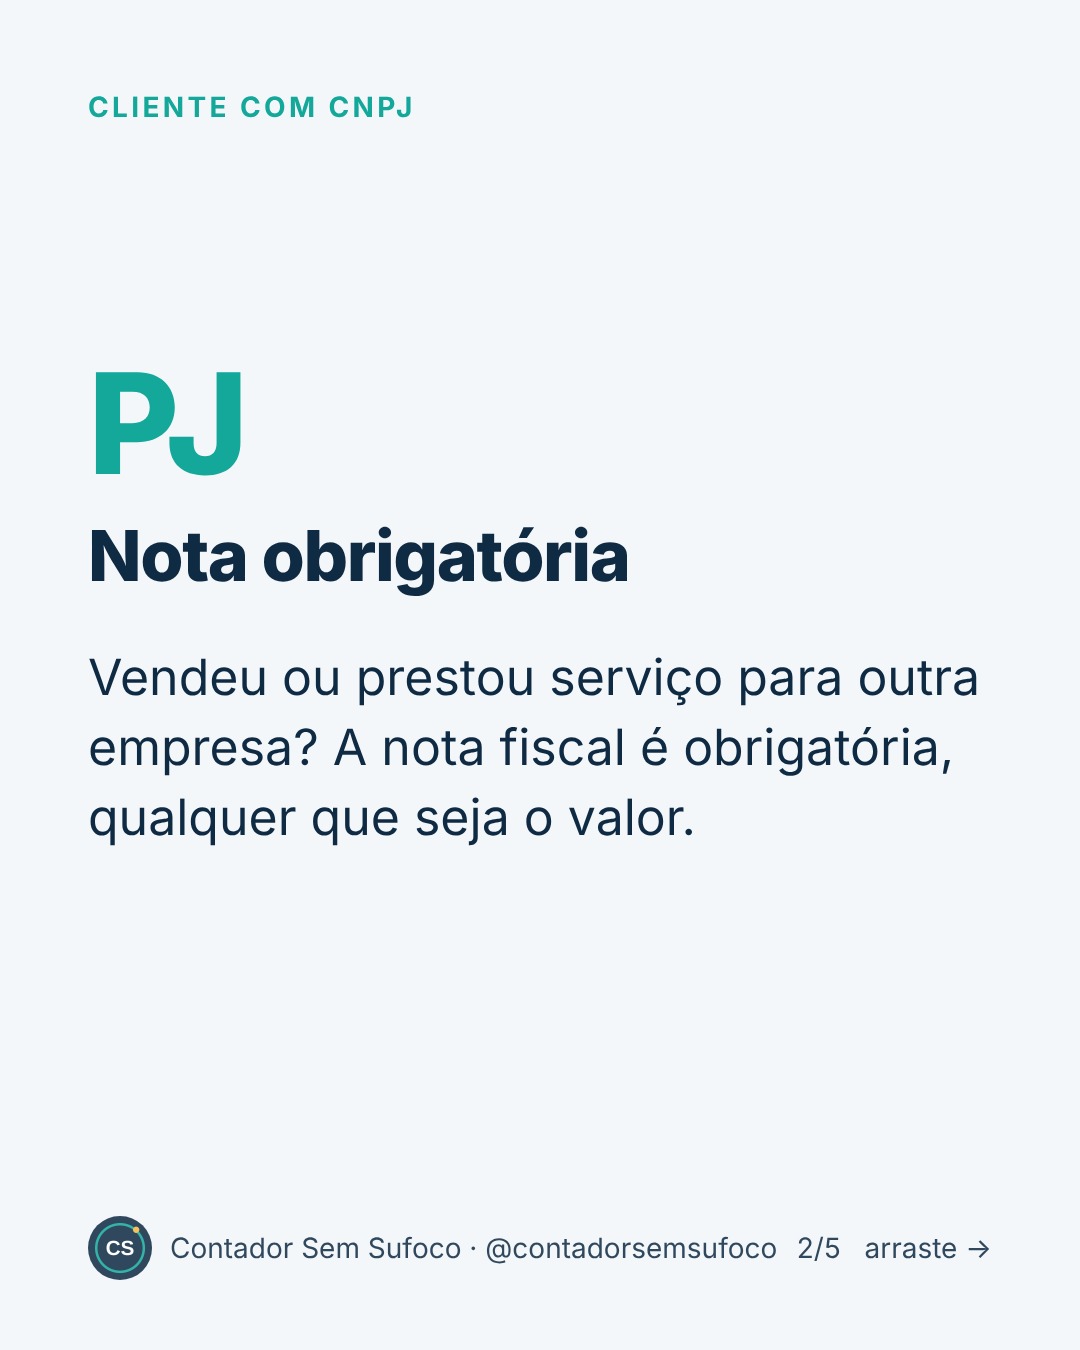 CLIENTE COM CNPJ
PJ
Nota obrigatória
Vendeu ou prestou serviço para outra
empresa? A nota fiscal é obrigatória,
qualquer que seja o valor.
CS Contador Sem Sufoco · @contadorsemsufoco 2/5 arraste →